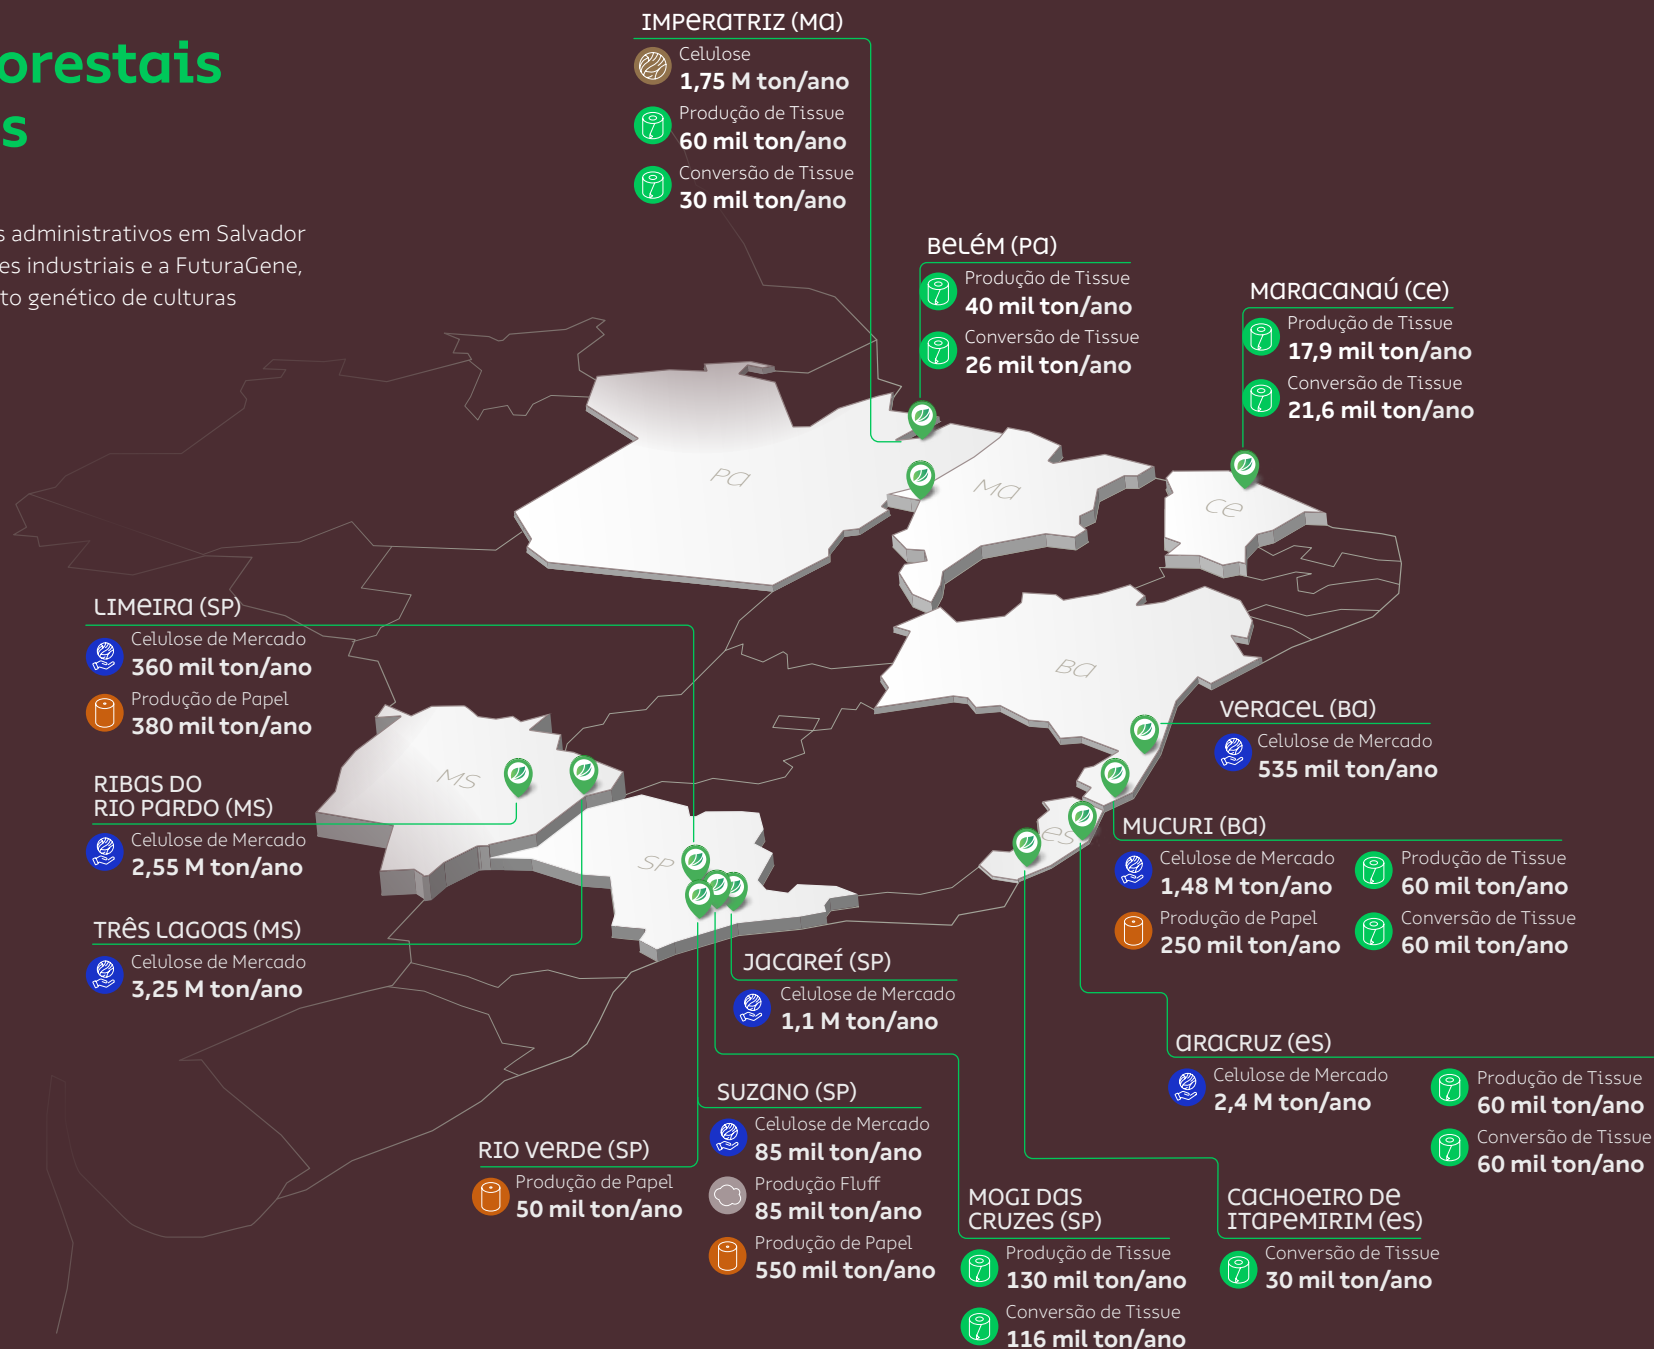 orestais
s
s administrativos em Salvador
es industriais e a FuturaGene,
to genético de culturas
IMPERATRIZ (MA)
Celulose
1,75 M ton/ano
Produção de Tissue
60 mil ton/ano
Conversão de Tissue
30 mil ton/ano
BELÉM (PA)
Produção de Tissue
40 mil ton/ano
Conversão de Tissue
26 mil ton/ano
MARACANAÚ (CE)
Produção de Tissue
17,9 mil ton/ano
Conversão de Tissue
21,6 mil ton/ano
PA
MA
CE
BA
MS
SP
ES
LIMEIRA (SP)
Celulose de Mercado
360 mil ton/ano
Produção de Papel
380 mil ton/ano
RIBAS DO
RIO PARDO (MS)
Celulose de Mercado
2,55 M ton/ano
TRÊS LAGOAS (MS)
Celulose de Mercado
3,25 M ton/ano
VERACEL (BA)
Celulose de Mercado
535 mil ton/ano
MUCURI (BA)
Celulose de Mercado
1,48 M ton/ano
Produção de Papel
250 mil ton/ano
Produção de Tissue
60 mil ton/ano
Conversão de Tissue
60 mil ton/ano
JACAREÍ (SP)
Celulose de Mercado
1,1 M ton/ano
ARACRUZ (ES)
Celulose de Mercado
2,4 M ton/ano
Produção de Tissue
60 mil ton/ano
Conversão de Tissue
60 mil ton/ano
SUZANO (SP)
Celulose de Mercado
85 mil ton/ano
Produção Fluff
85 mil ton/ano
Produção de Papel
550 mil ton/ano
RIO VERDE (SP)
Produção de Papel
50 mil ton/ano
MOGI DAS
CRUZES (SP)
Produção de Tissue
130 mil ton/ano
Conversão de Tissue
116 mil ton/ano
CACHOEIRO DE
ITAPEMIRIM (ES)
Conversão de Tissue
30 mil ton/ano